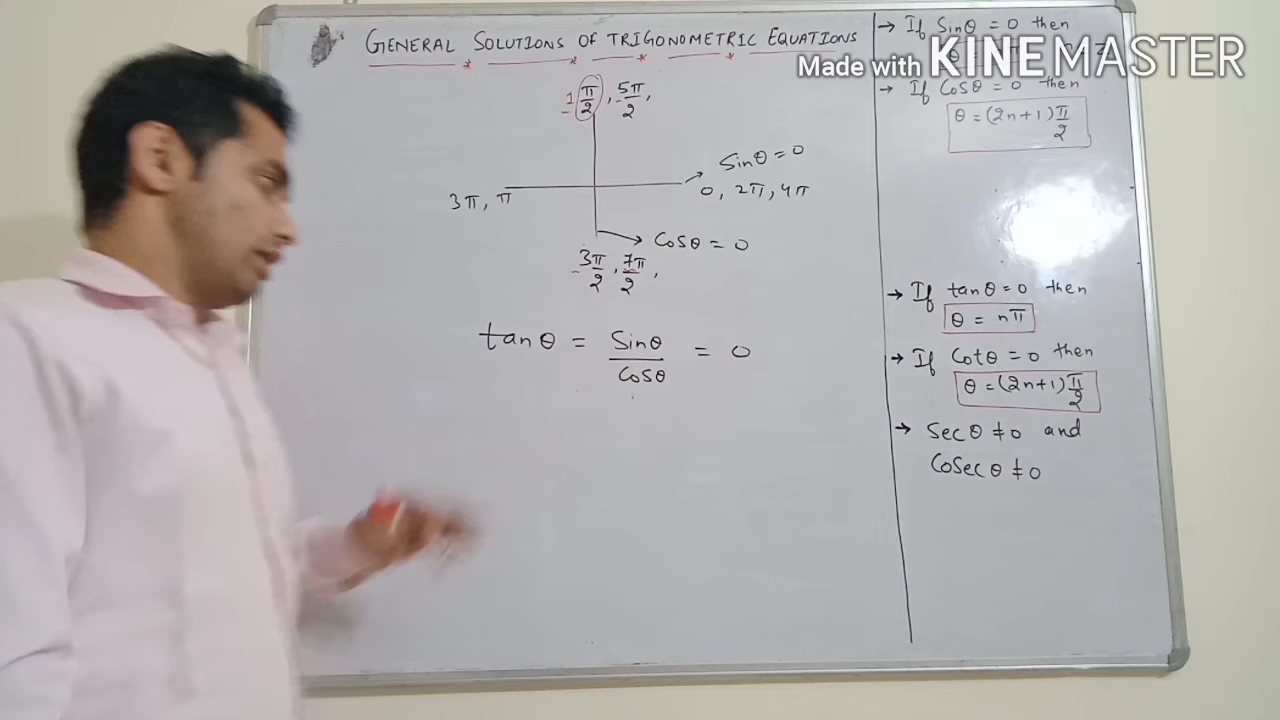 GENERAL SOLUTIONS OF TRIGONOMETRIC EQUATIONS
1 π/2, 5π/2,
Sinθ = 0
3π, π
0, 2π, 4π
Cosθ = 0
3π/2, 7π/2,
tanθ = Sinθ/Cosθ = 0
→ If Sinθ = 0 then
Made with KINEMASTER
→ If Cosθ = 0 then
θ = (2n+1)π/2
→ If tanθ = 0 then
θ = nπ
→ If Cotθ = 0 then
θ = (2n+1)π/2
→ Secθ ≠ 0 and
Cosecθ ≠ 0